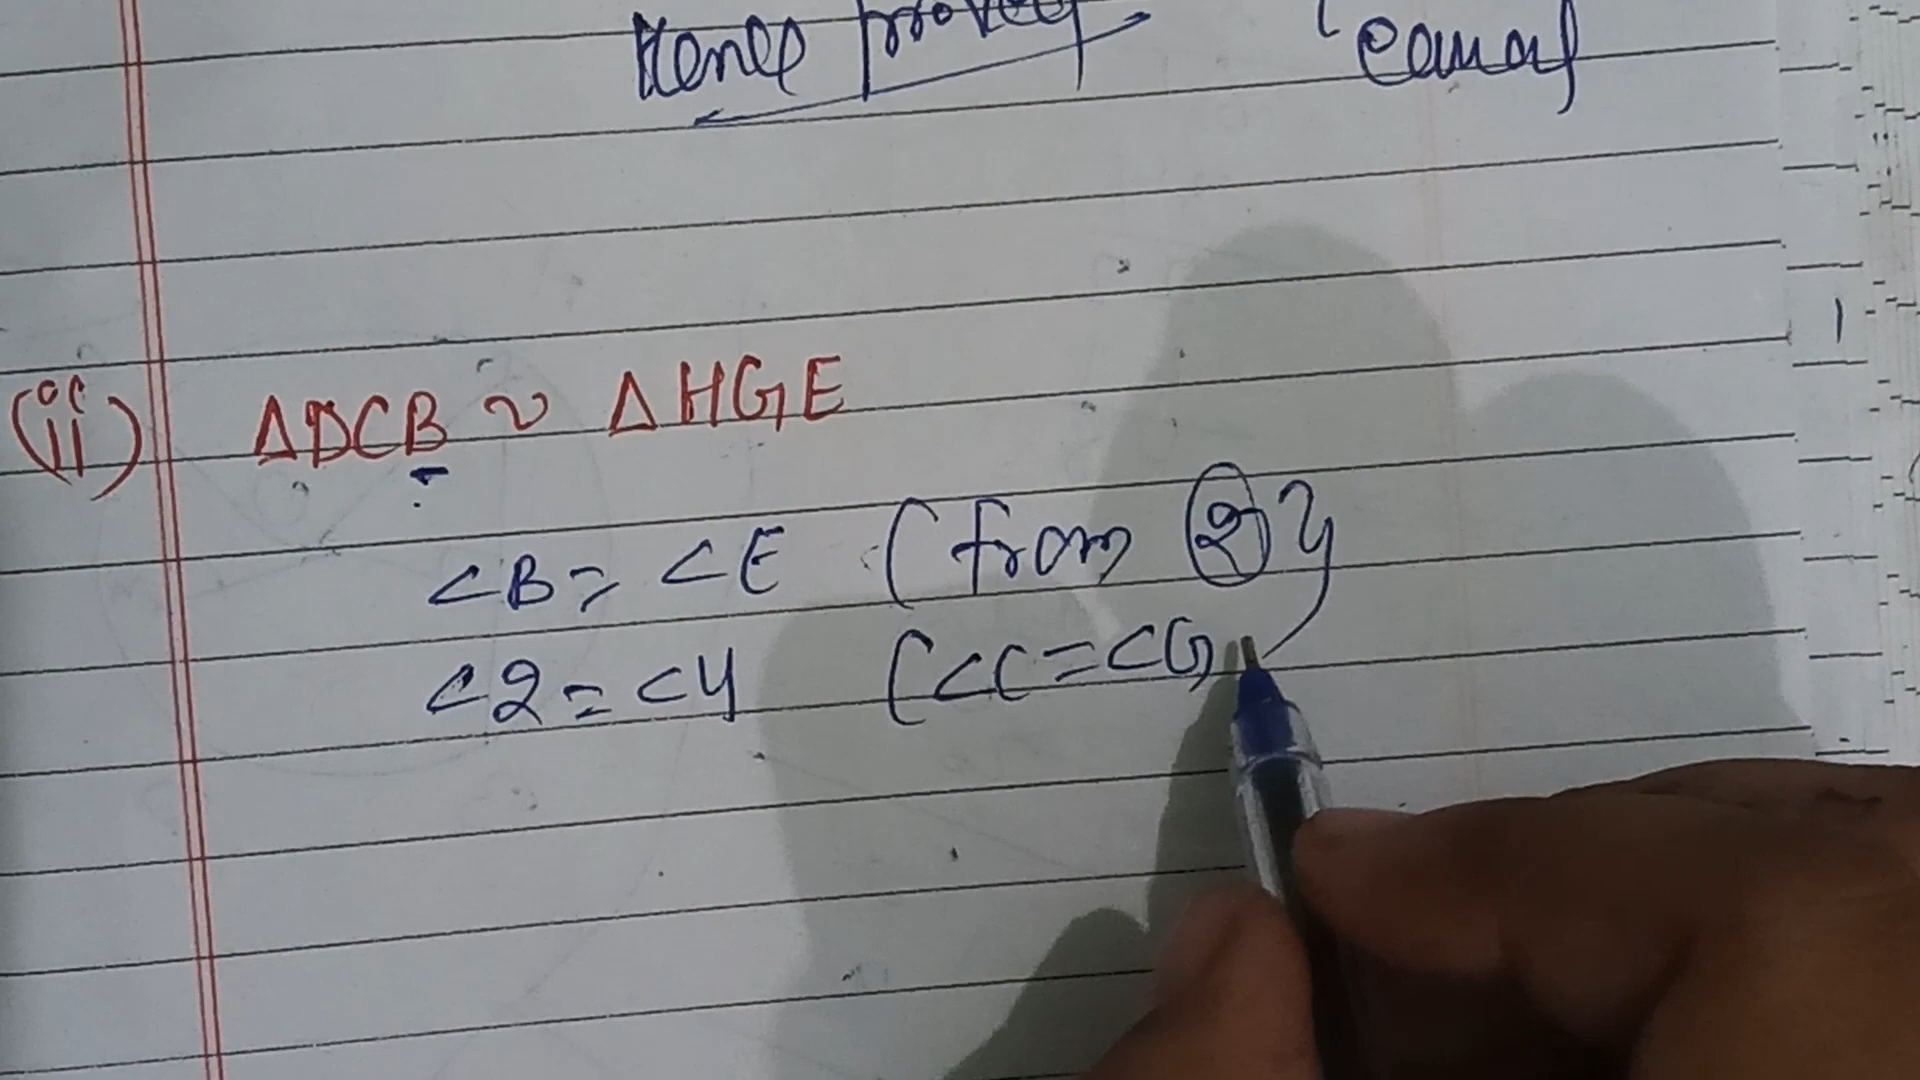 Hence proved equal
(ii) ΔDCB ~ ΔHGE
∠B = ∠E (from ②)
∠2 = ∠4 (∠C = ∠G